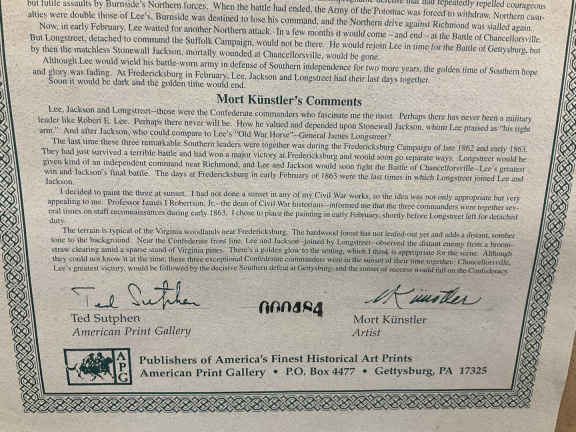 but futile assaults by Burnside's Northern forces. When the battle had ended, the Army of the Potomac was forced to withdraw, Northern casu-
alties were double those of Lee's, Burnside was destined to lose his command, and the Northern drive against Richmond was stalled again.
Now, in early February, Lee waited for another Northern attack. In a few months it would come – and end – at the Battle of Chancellorsville.
But Longstreet, detached to command the Suffolk Campaign, would not be there. He would rejoin Lee in time for the Battle of Gettysburg, but
by then the matchless Stonewall Jackson, mortally wounded at Chancellorsville, would be gone.
Although Lee would wield his battle-worn army in defense of Southern independence for two more years, the golden time of Southern hope
and glory was fading. At Fredericksburg in February, Lee, Jackson and Longstreet had their last days together.
Soon it would be dark and the golden time would end.
Mort Künstler's Comments
Lee, Jackson and Longstreet--those were the Confederate commanders who fascinate me the most. Perhaps there has never been a military
leader like Robert E. Lee. Perhaps there never will be. How he valued and depended upon Stonewall Jackson, whom Lee praised as "his right
arm." And after Jackson, who could compare to Lee's "Old War Horse"--General James Longstreet?
The last time these three remarkable Southern leaders were together was during the Fredericksburg Campaign of late 1862 and early 1863.
They had just survived a terrible battle and had won a major victory at Fredericksburg and would soon go separate ways. Longstreet would be
given kind of an independent command near Richmond, and Lee and Jackson would soon fight the Battle of Chancellorsville--Lee's greatest
win and Jackson's final battle. The days at Fredericksburg in early February of 1863 were the last times in which Longstreet joined Lee and
Jackson.
I decided to paint the three at sunset. I had not done a sunset in any of my Civil War works, so the idea was not only appropriate but very
appealing to me. Professor James I Robertson, Jr.--the dean of Civil War historians--informed me that the three commanders were together sev-
eral times on staff reconnaissances during early 1863. I chose to place the painting in early February, shortly before Longstreet left for detached
duty.
The terrain is typical of the Virginia woodlands near Fredericksburg. The hardwood forest has not leafed-out yet and adds a distant, somber
tone to the background. Near the Confederate front line, Lee and Jackson--joined by Longstreet--observed the distant enemy from a broom-
straw clearing amid a sparse stand of Virginia pines. There's a golden glow to the setting, which I think is appropriate for the scene. Although
they could not know it at the time, these three exceptional Confederate commanders were in the sunset of their time together. Chancellorsville,
Lee's greatest victory, would be followed by the decisive Southern defeat at Gettysburg and the sunset of success would fall on the Confederacy.
Ted Sutphen
000484
MKünstler
Ted Sutphen
American Print Gallery
Mort Künstler
Artist
APG
Publishers of America's Finest Historical Art Prints
American Print Gallery • P.O. Box 4477 • Gettysburg, PA 17325